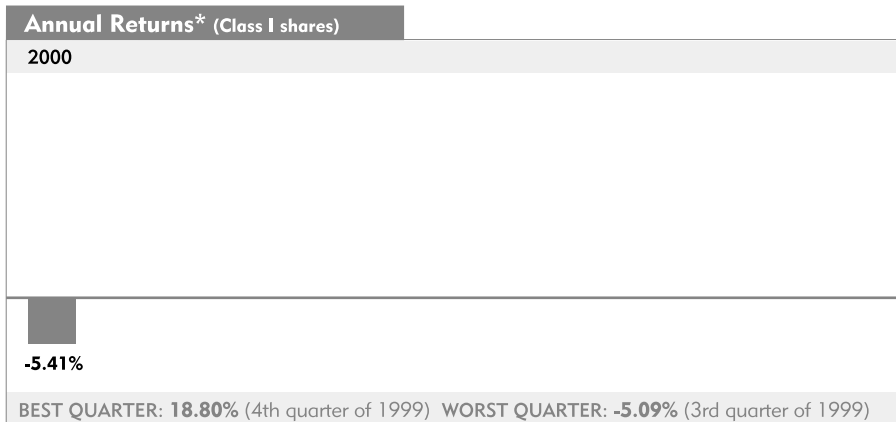 Annual Returns* (Class I shares)
2000
-5.41%
BEST QUARTER: 18.80% (4th quarter of 1999) WORST QUARTER: -5.09% (3rd quarter of 1999)